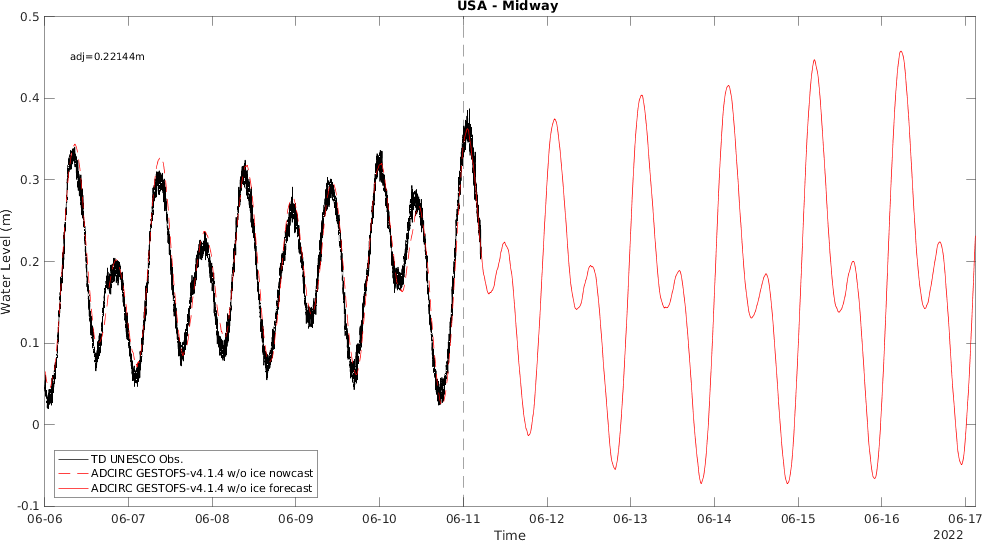 USA - Midway
0.5
adj=0.22144m
0.4
0.3
0.2
0.1
0
-0.1
Water Level (m)
TD UNESCO Obs.
ADCIRC GESTOFS-v4.1.4 w/o ice nowcast
ADCIRC GESTOFS-v4.1.4 w/o ice forecast
06-06 06-07 06-08 06-09 06-10 06-11 06-12 06-13 06-14 06-15 06-16 06-17
Time
2022